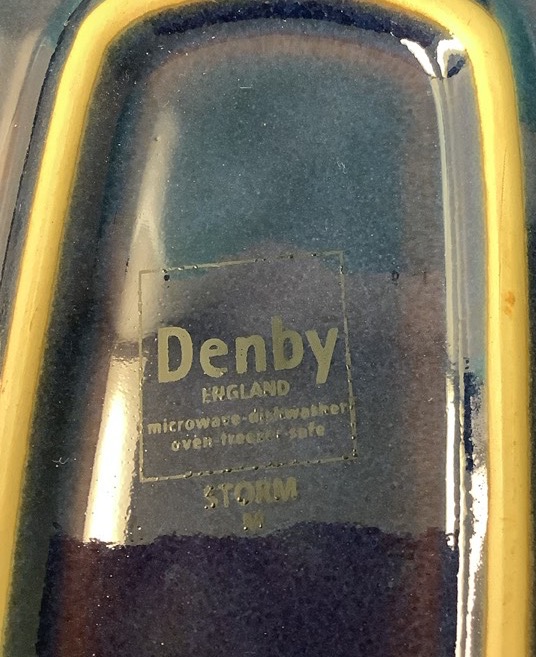 Denby
ENGLAND
microwave-dishwasher
oven-freezer-safe
STORM
M